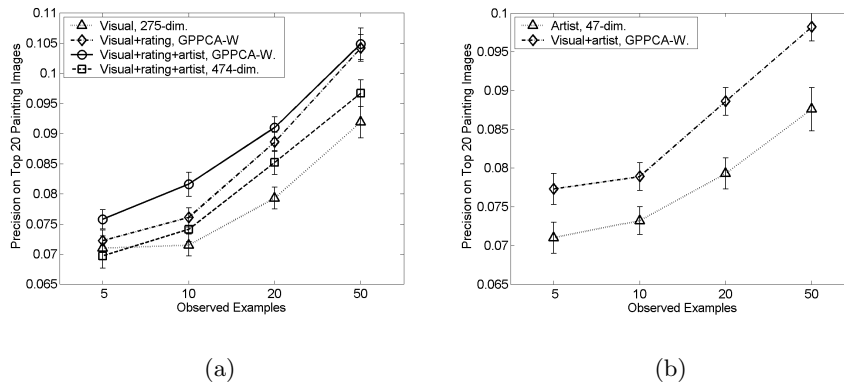 Visual, 275-dim.
Visual+rating, GPPCA-W
Visual+rating+artist, GPPCA-W.
Visual+rating+artist, 474-dim.
0.11
0.105
0.1
0.095
0.09
0.085
0.08
0.075
0.07
0.065
Precision on Top 20 Painting Images
5 10 20 50
Observed Examples
(a)
Artist, 47-dim.
Visual+artist, GPPCA-W.
0.1
0.095
0.09
0.085
0.08
0.075
0.07
0.065
Precision on Top 20 Painting Images
5 10 20 50
Observed Examples
(b)